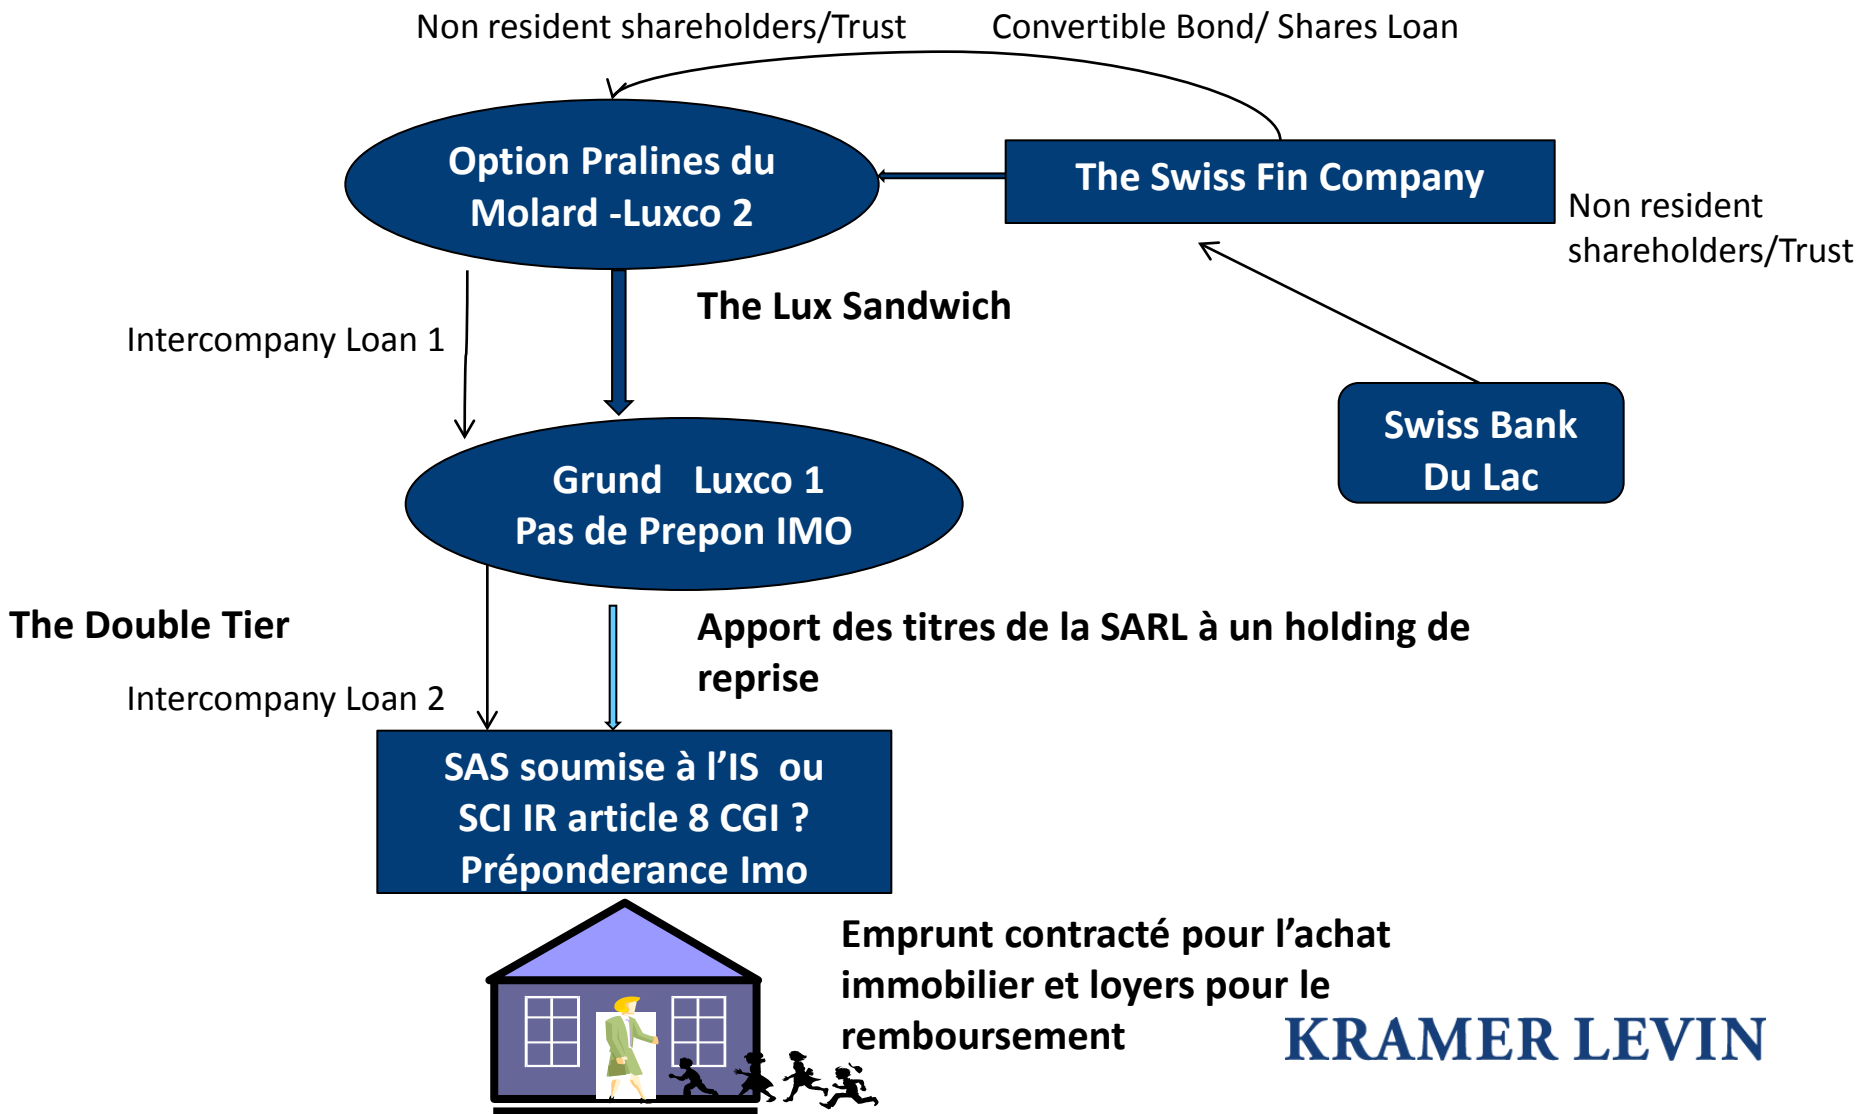 Non resident shareholders/Trust
Convertible Bond/ Shares Loan
Option Pralines du
Molard -Luxco 2
The Swiss Fin Company
Non resident
shareholders/Trust
The Lux Sandwich
Intercompany Loan 1
Swiss Bank
Du Lac
Grund Luxco 1
Pas de Prepon IMO
The Double Tier
Apport des titres de la SARL à un holding de
reprise
Intercompany Loan 2
SAS soumise à l’IS ou
SCI IR article 8 CGI ?
Préponderance Imo
Emprunt contracté pour l’achat
immobilier et loyers pour le
remboursement
KRAMER LEVIN